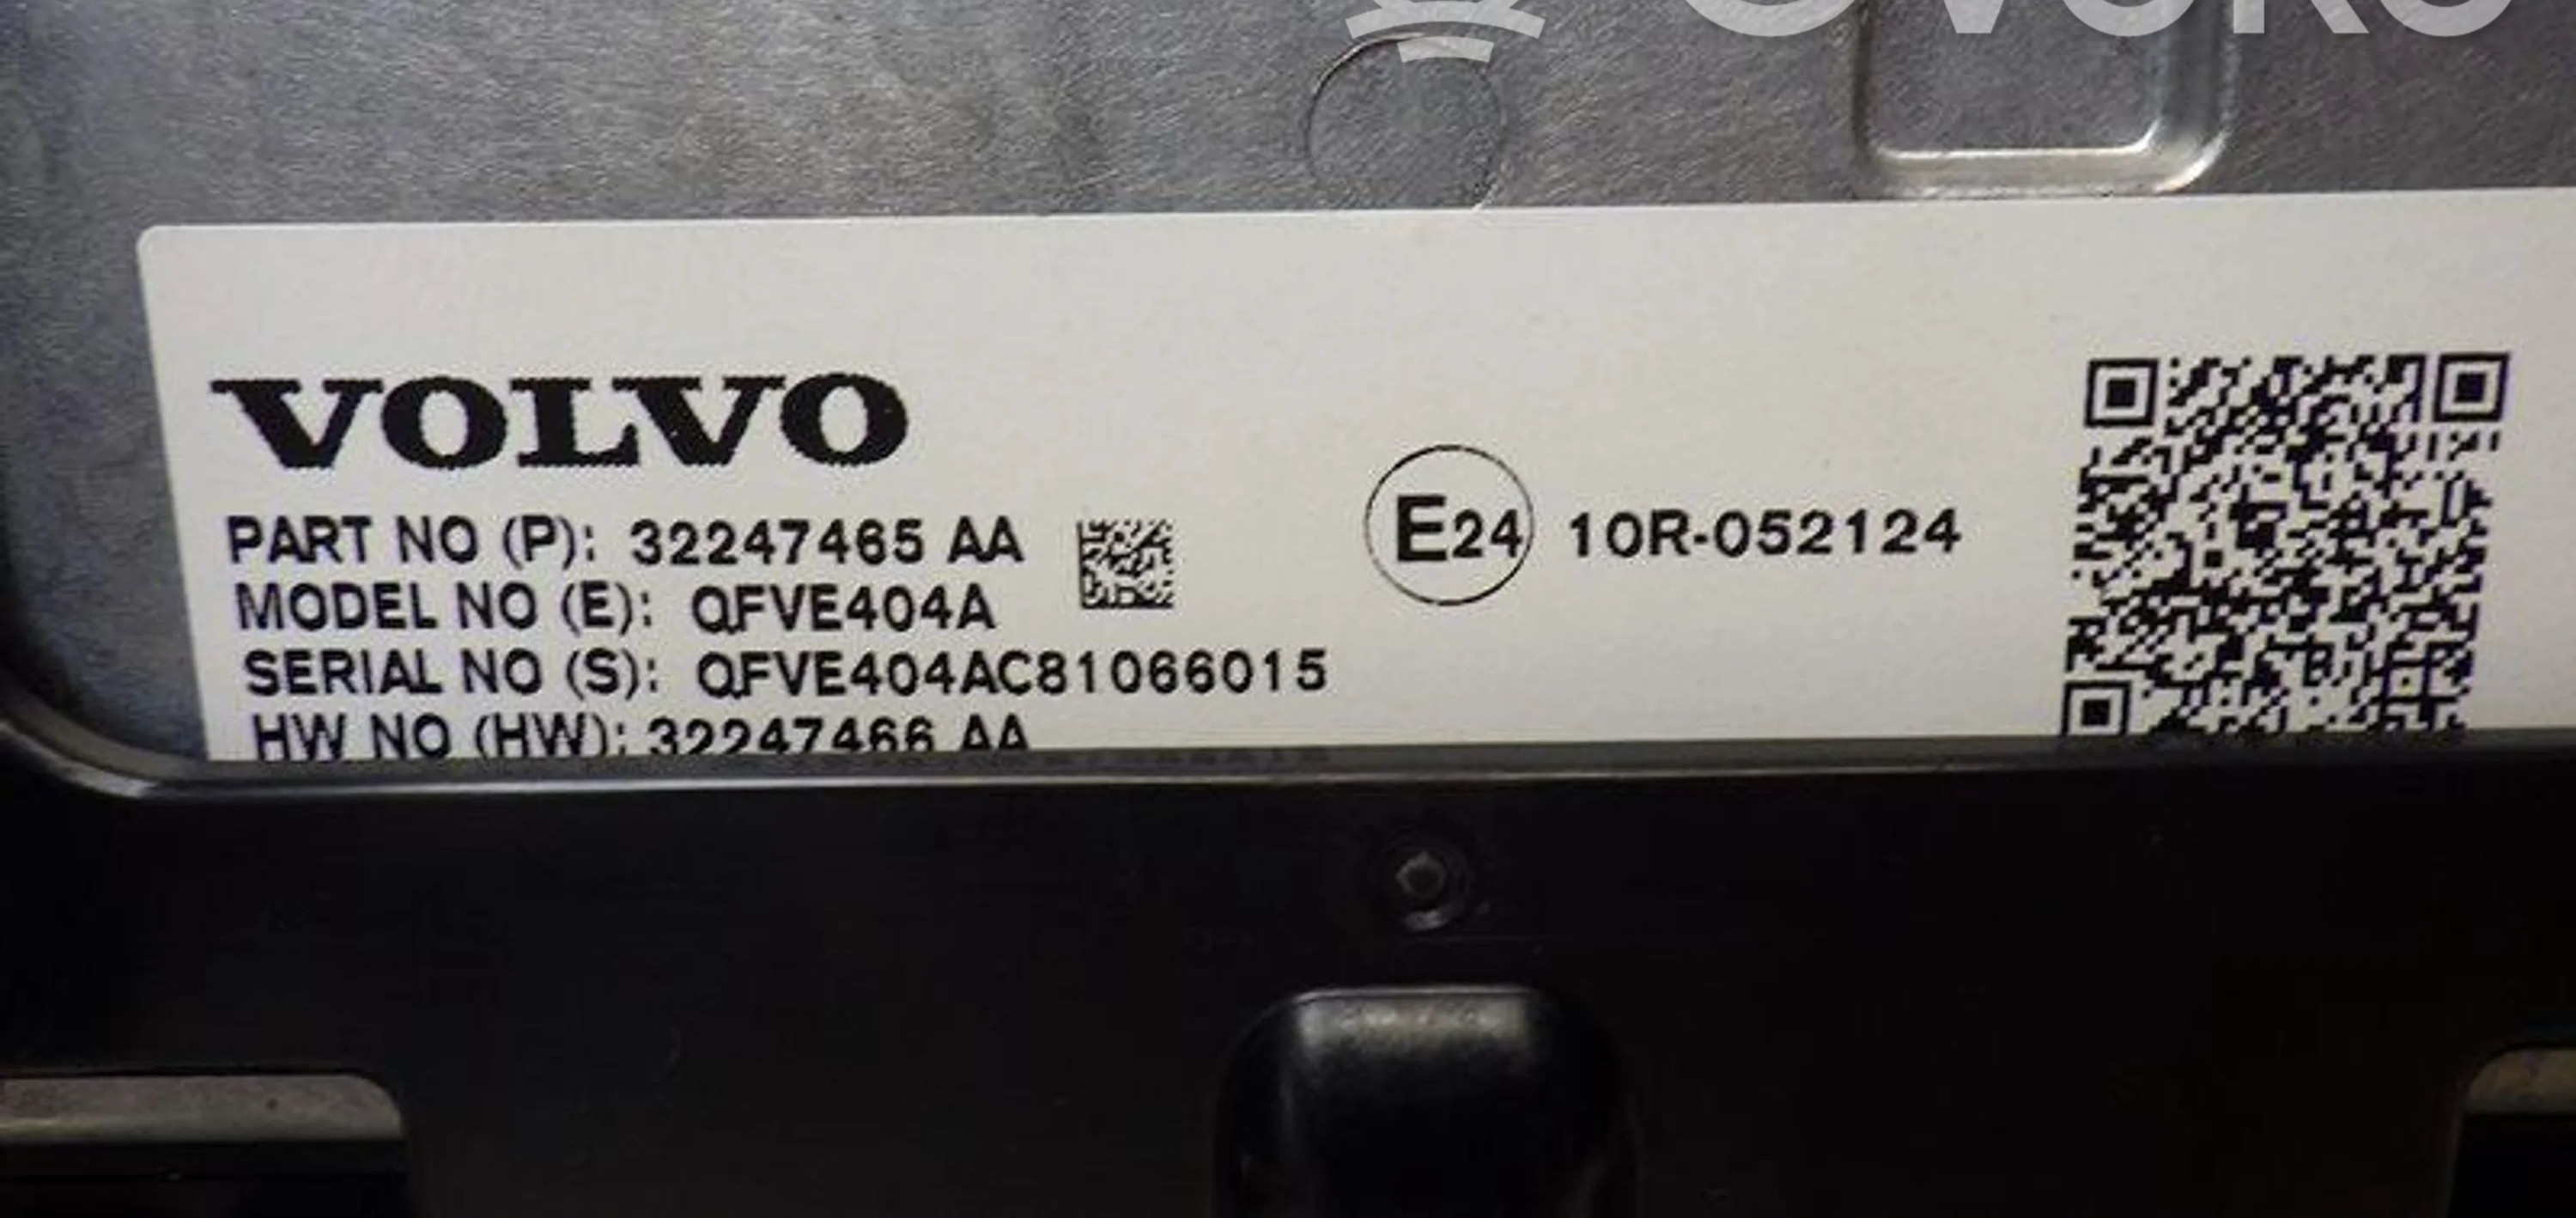 VOLVO
PART NO (P): 32247465 AA
MODEL NO (E): QFVE404A
SERIAL NO (S): QFVE404AC81066015
HW NO (HW): 32247466 AA
E24 10R-052124